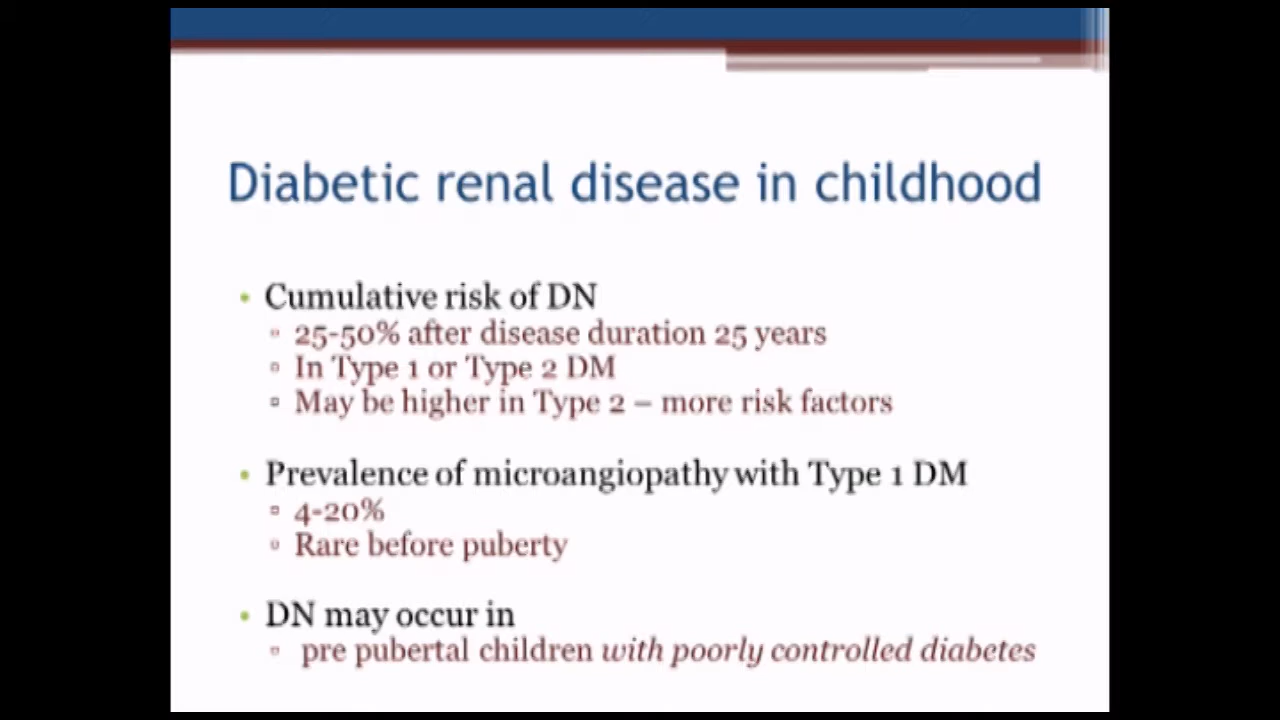 Diabetic renal disease in childhood
• Cumulative risk of DN
▫ 25-50% after disease duration 25 years
▫ In Type 1 or Type 2 DM
▫ May be higher in Type 2 – more risk factors
• Prevalence of microangiopathy with Type 1 DM
▫ 4-20%
▫ Rare before puberty
• DN may occur in
▫ pre pubertal children with poorly controlled diabetes